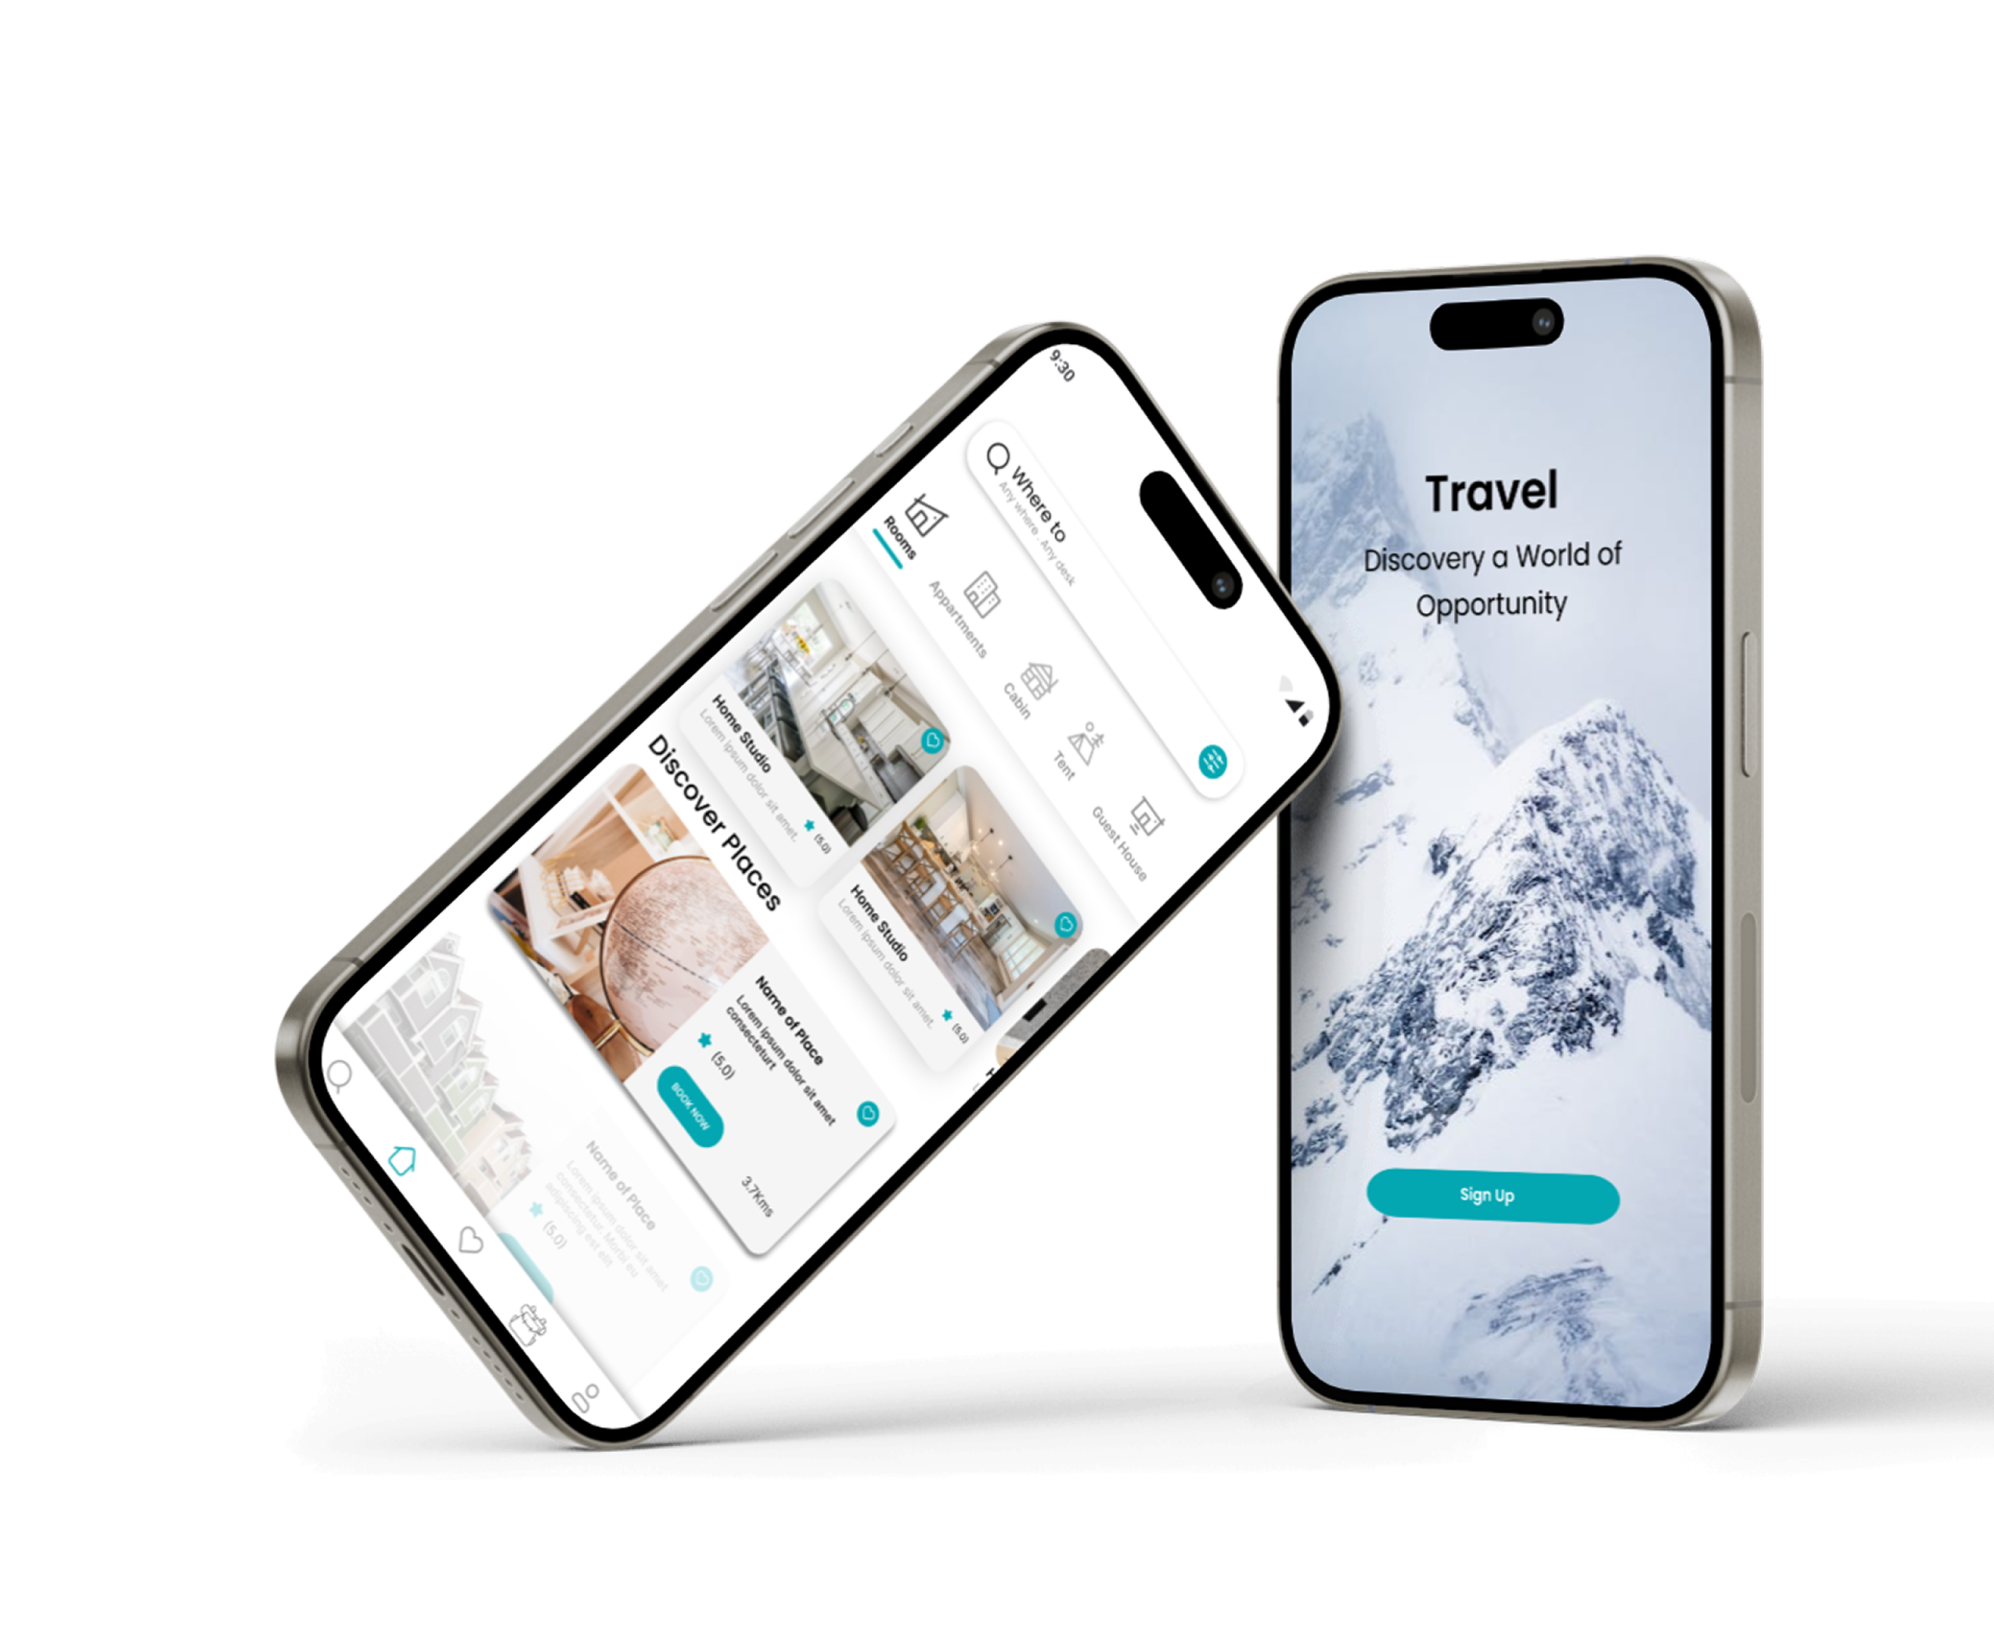 9:30
Where to
Any where . Any desk
Rooms
Appartments
Cabin
Tent
Guest House
Home Studio
Lorem ipsum dolor sit amet.
(5.0)
Home Studio
Lorem ipsum dolor sit amet.
(5.0)
Discover Places
Name of Place
Lorem ipsum dolor sit amet
consecteturt
(5.0)
BOOK NOW
3.7Kms
Name of Place
Lorem ipsum dolor sit amet
consectetur. Morbi eu
adipiscing est elit
(5.0)
Travel
Discovery a World of
Opportunity
Sign Up